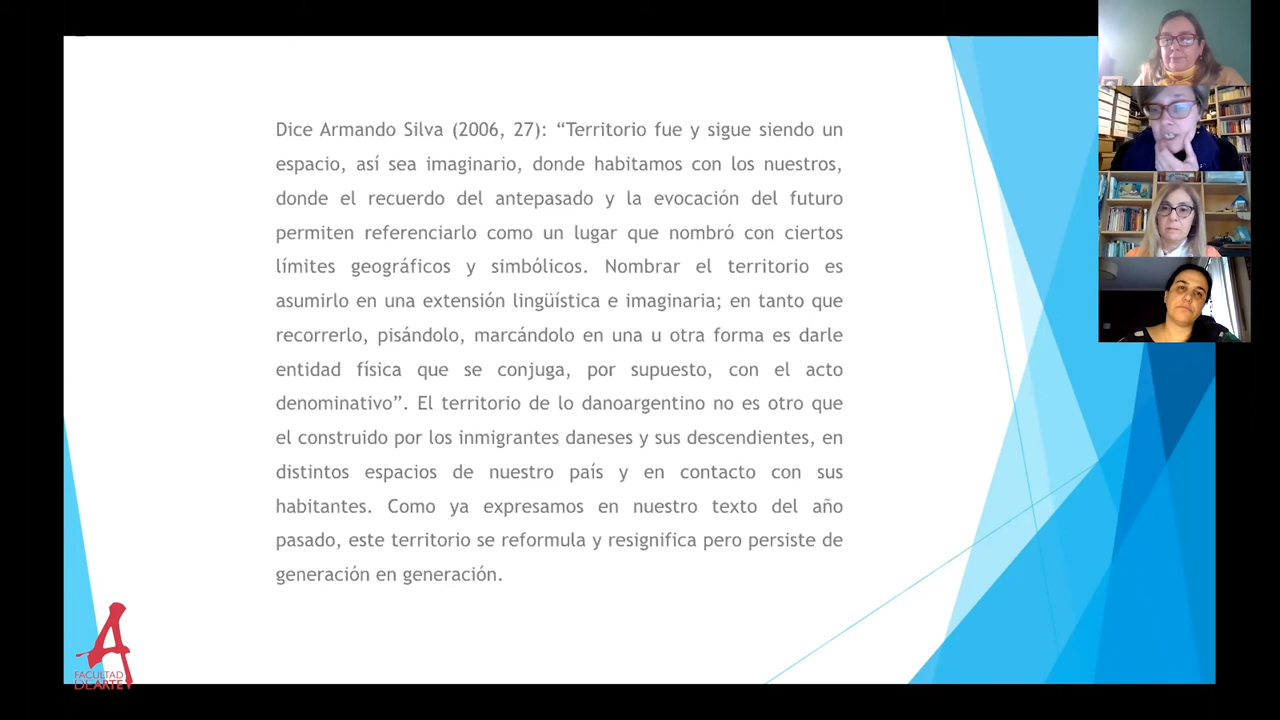 Dice Armando Silva (2006, 27): “Territorio fue y sigue siendo un
espacio, así sea imaginario, donde habitamos con los nuestros,
donde el recuerdo del antepasado y la evocación del futuro
permiten referenciarlo como un lugar que nombró con ciertos
límites geográficos y simbólicos. Nombrar el territorio es
asumirlo en una extensión lingüística e imaginaria; en tanto que
recorrerlo, pisándolo, marcándolo en una u otra forma es darle
entidad física que se conjuga, por supuesto, con el acto
denominativo”. El territorio de lo danoargentino no es otro que
el construido por los inmigrantes daneses y sus descendientes, en
distintos espacios de nuestro país y en contacto con sus
habitantes. Como ya expresamos en nuestro texto del año
pasado, este territorio se reformula y resignifica pero persiste de
generación en generación.
FACULTAD
DE ARTE